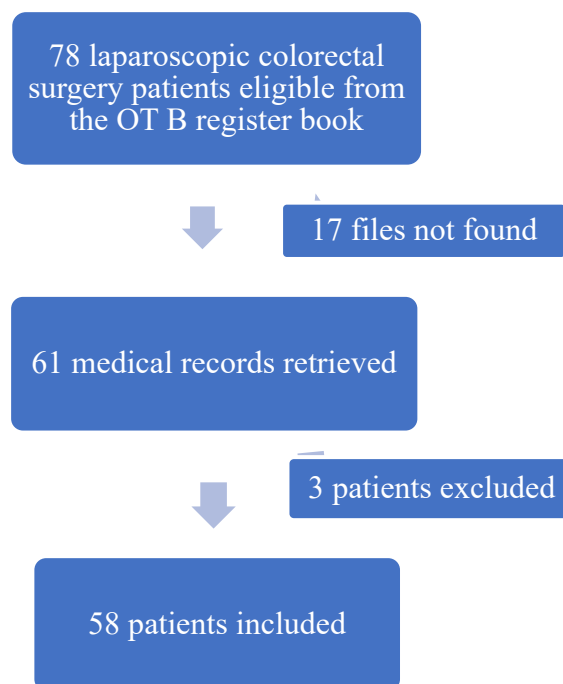 78 laparoscopic colorectal
surgery patients eligible from
the OT B register book
17 files not found
61 medical records retrieved
3 patients excluded
58 patients included